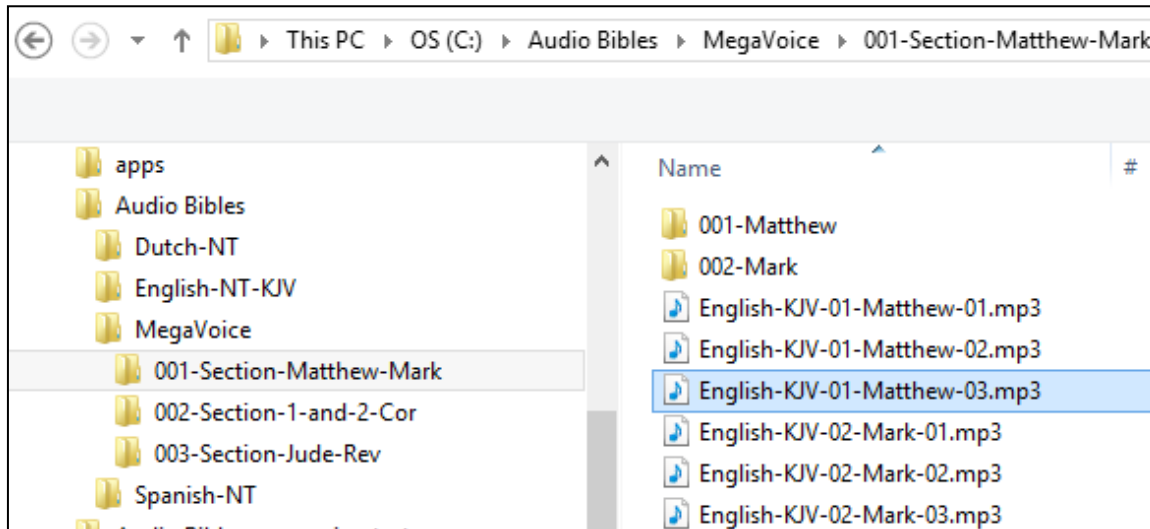 This PC OS (C:) Audio Bibles MegaVoice 001-Section-Matthew-Mark
apps
Audio Bibles
Dutch-NT
English-NT-KJV
MegaVoice
001-Section-Matthew-Mark
002-Section-1-and-2-Cor
003-Section-Jude-Rev
Spanish-NT
Name #
001-Matthew
002-Mark
English-KJV-01-Matthew-01.mp3
English-KJV-01-Matthew-02.mp3
English-KJV-01-Matthew-03.mp3
English-KJV-02-Mark-01.mp3
English-KJV-02-Mark-02.mp3
English-KJV-02-Mark-03.mp3